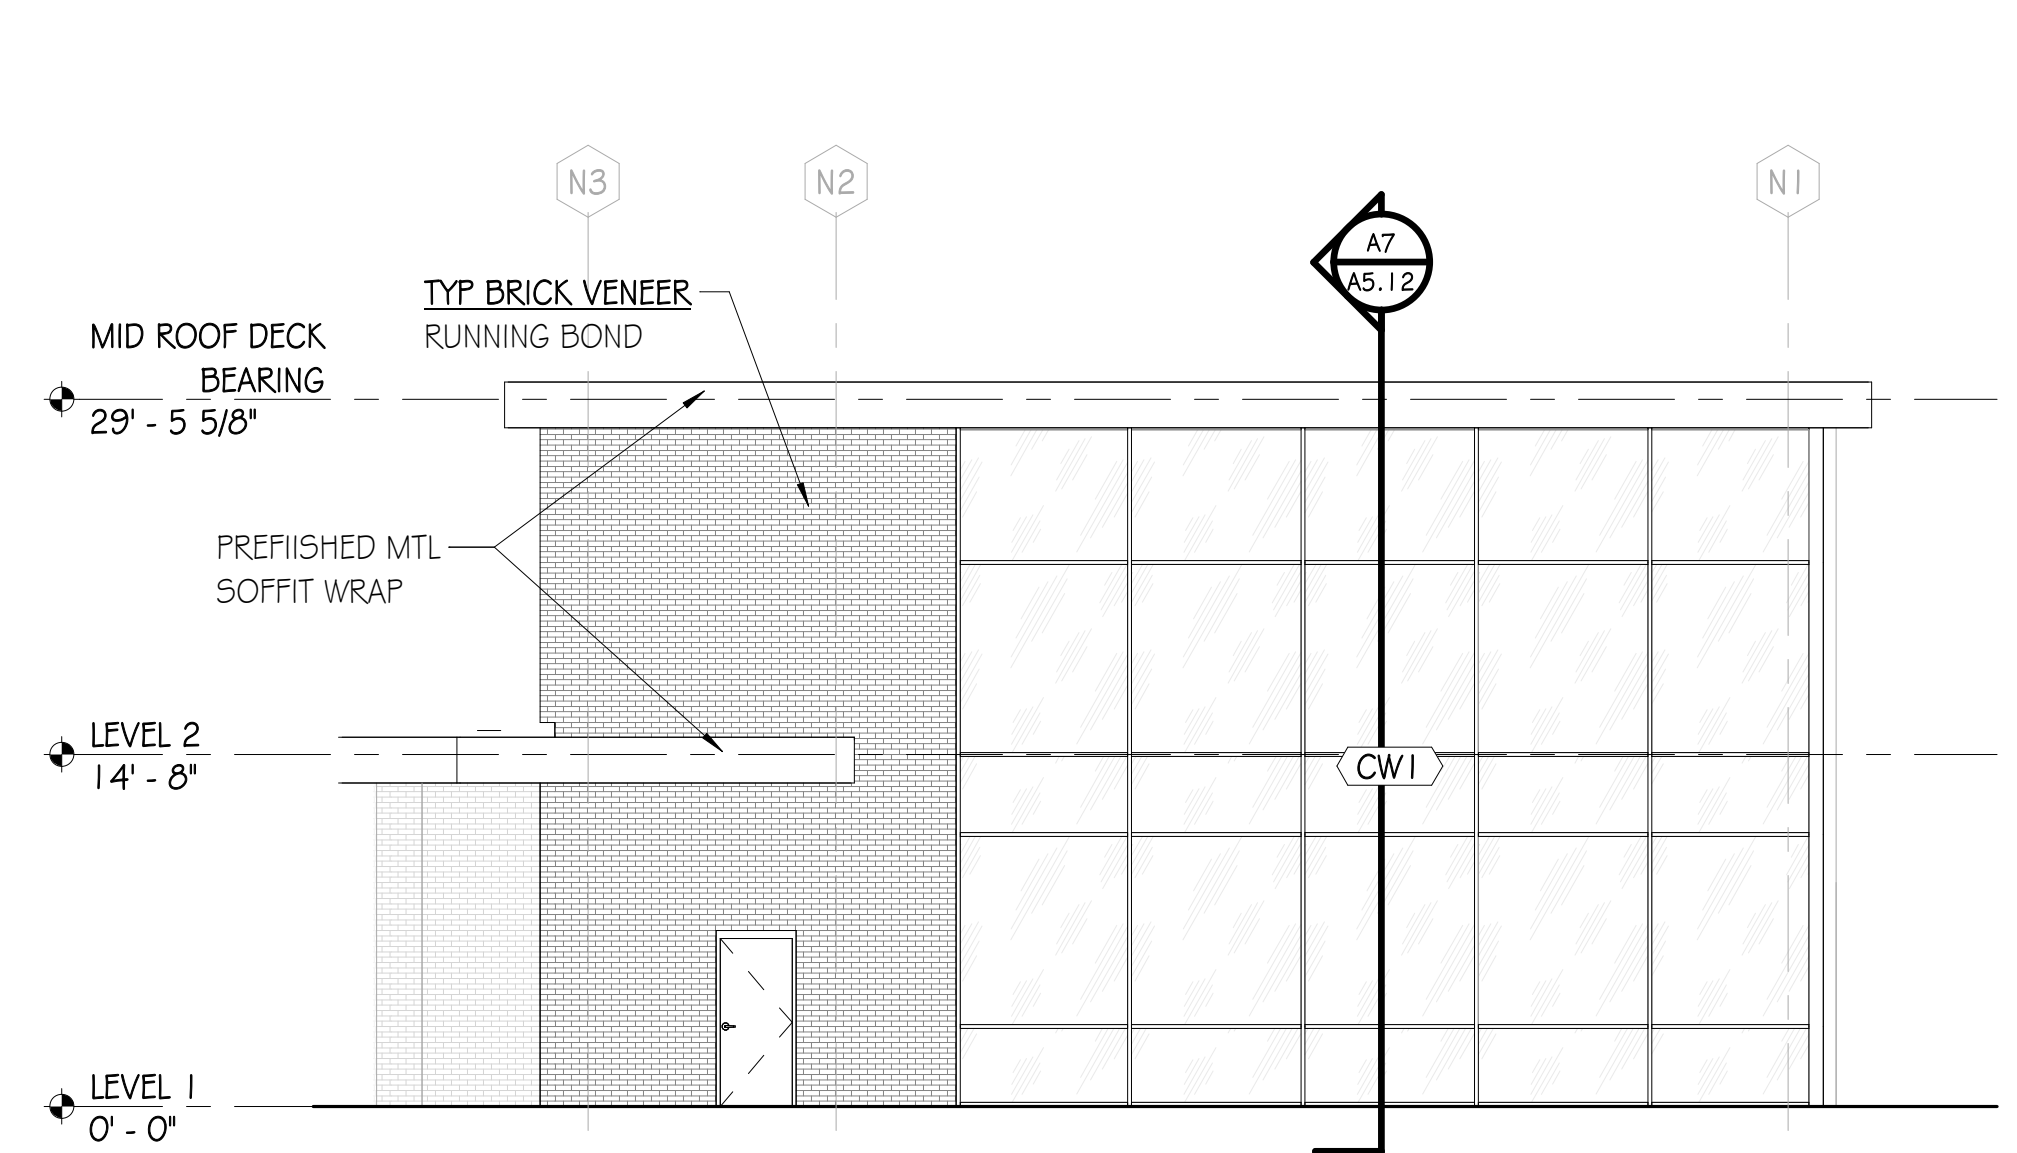 N3
N2
N1
A7
A5.12
TYP BRICK VENEER
RUNNING BOND
MID ROOF DECK
BEARING
29' - 5 5/8"
PREFIISHED MTL
SOFFIT WRAP
LEVEL 2
14' - 8"
CW1
LEVEL 1
0' - 0"